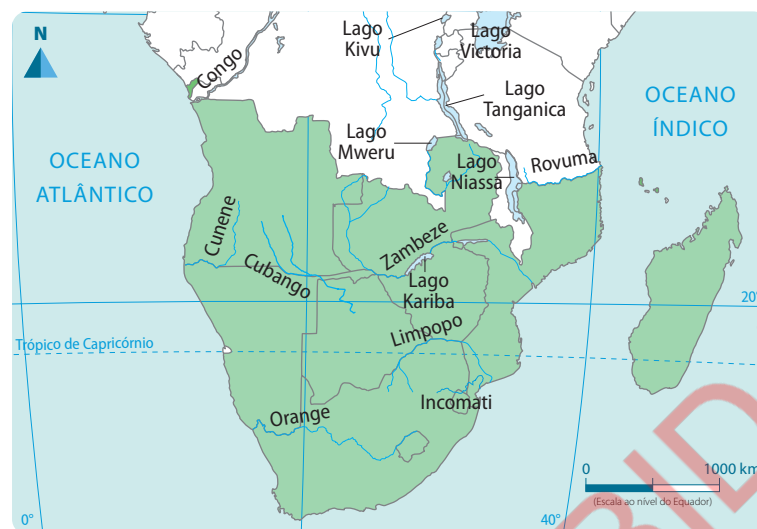 N
Congo
Lago
Kivu
Lago
Victoria
Lago
Tanganica
OCEANO
ÍNDICO
OCEANO
ATLÂNTICO
Lago
Mweru
Lago
Niassa
Rovuma
Cunene
Cubango
Zambeze
Lago
Kariba
20°
Limpopo
Trópico de Capricórnio
Incomati
Orange
0
1000 km
(Escala ao nível do Equador)
0°
40°